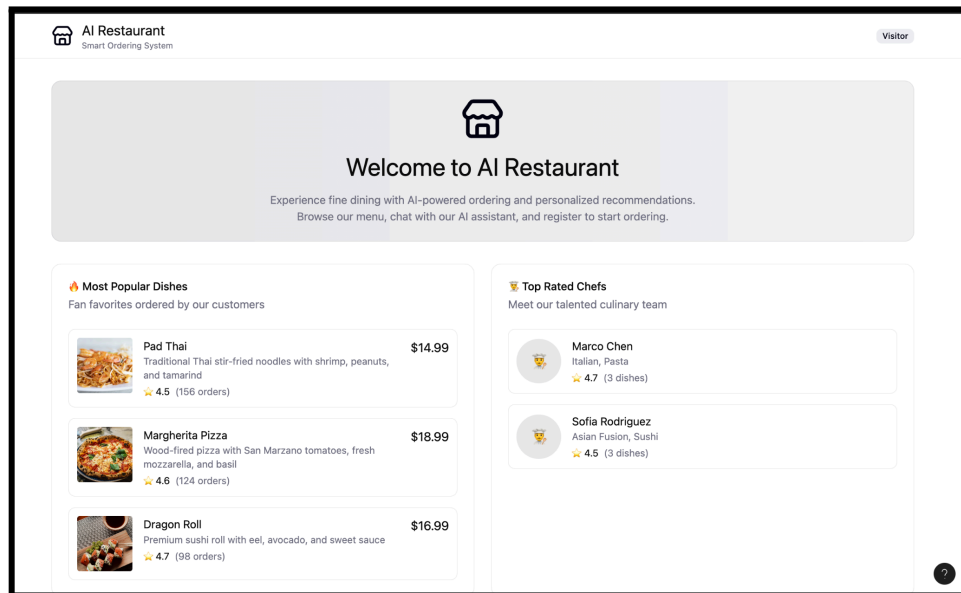 AI Restaurant
Smart Ordering System
Visitor
Welcome to AI Restaurant
Experience fine dining with AI-powered ordering and personalized recommendations.
Browse our menu, chat with our AI assistant, and register to start ordering.
🔥 Most Popular Dishes
Fan favorites ordered by our customers
Pad Thai
$14.99
Traditional Thai stir-fried noodles with shrimp, peanuts,
and tamarind
⭐ 4.5 (156 orders)
Margherita Pizza
$18.99
Wood-fired pizza with San Marzano tomatoes, fresh
mozzarella, and basil
⭐ 4.6 (124 orders)
Dragon Roll
$16.99
Premium sushi roll with eel, avocado, and sweet sauce
⭐ 4.7 (98 orders)
👨‍🍳 Top Rated Chefs
Meet our talented culinary team
Marco Chen
Italian, Pasta
⭐ 4.7 (3 dishes)
Sofia Rodriguez
Asian Fusion, Sushi
⭐ 4.5 (3 dishes)
?